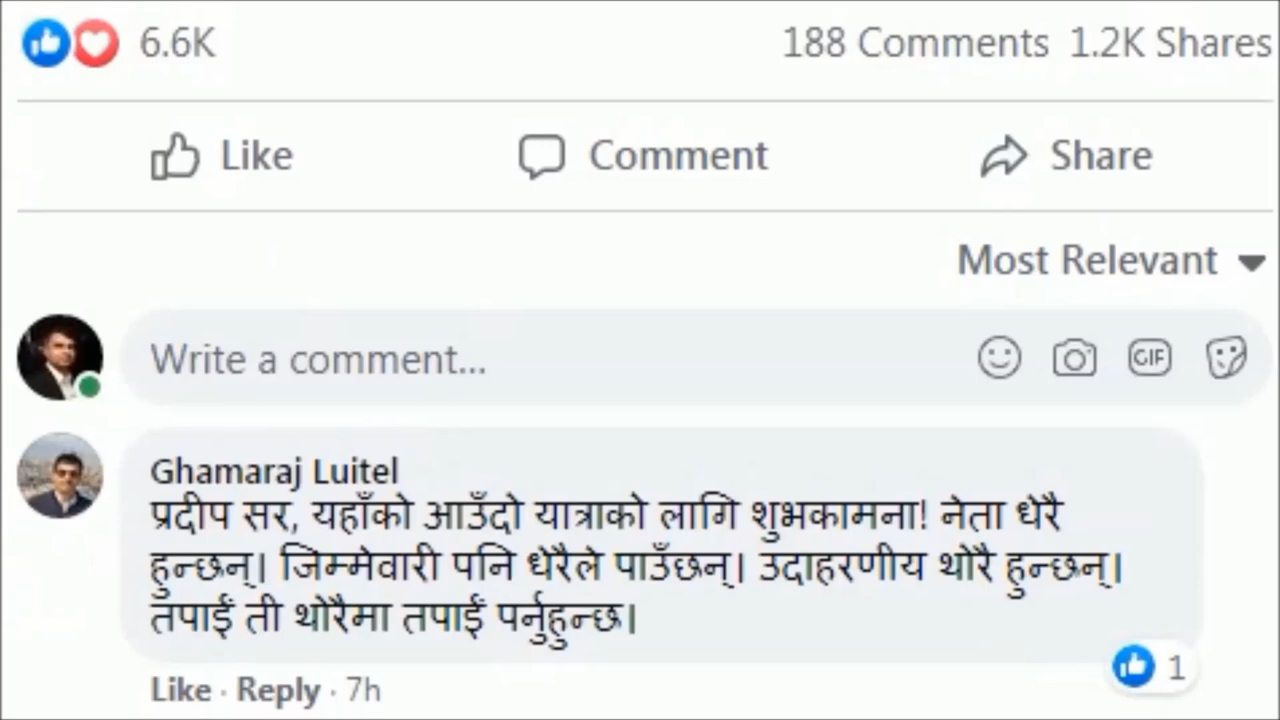 6.6K 188 Comments 1.2K Shares
Like Comment Share
Most Relevant
Write a comment... GIF
Ghamaraj Luitel
प्रदीप सर, यहाँको आउँदो यात्राको लागि शुभकामना! नेता धेरै
हुन्छन्। जिम्मेवारी पनि धेरैले पाउँछन्। उदाहरणीय थोरै हुन्छन्।
तपाईं ती थोरैमा तपाईं पर्नुहुन्छ।
1
Like · Reply · 7h